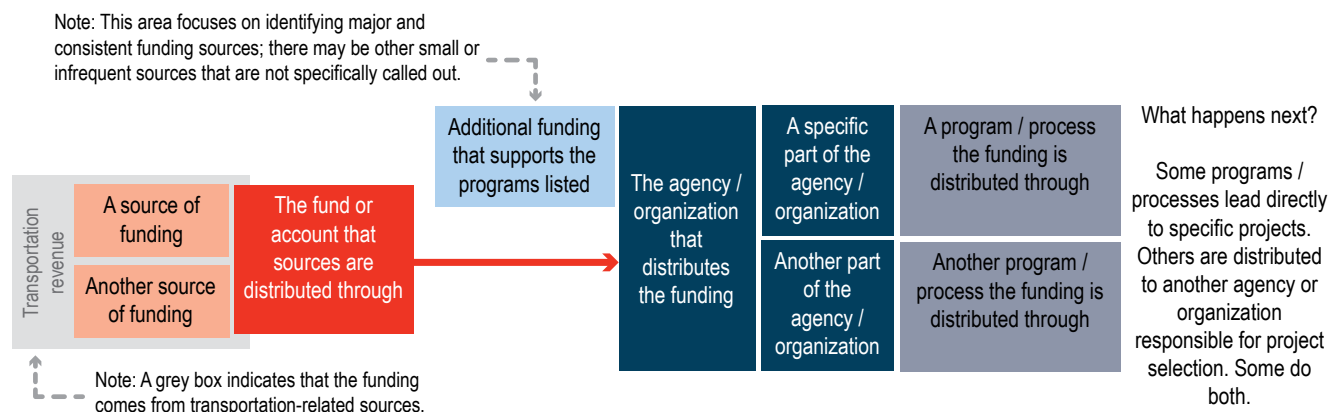 Note: This area focuses on identifying major and
consistent funding sources; there may be other small or
infrequent sources that are not specifically called out.
Additional funding
that supports the
programs listed
Transportation
revenue
A source of
funding
Another source
of funding
The fund or
account that
sources are
distributed through
The agency /
organization
that
distributes
the funding
A specific
part of the
agency /
organization
Another part
of the
agency /
organization
A program / process
the funding is
distributed through
Another program /
process the funding is
distributed through
What happens next?
Some programs /
processes lead directly
to specific projects.
Others are distributed
to another agency or
organization
responsible for project
selection. Some do
both.
Note: A grey box indicates that the funding
comes from transportation-related sources.